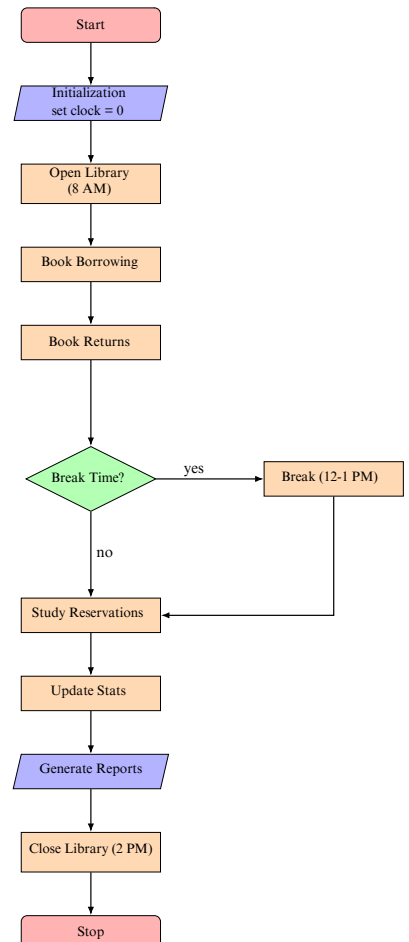 Start
Initialization
set clock = 0
Open Library
(8 AM)
Book Borrowing
Book Returns
Break Time?
yes
Break (12-1 PM)
no
Study Reservations
Update Stats
Generate Reports
Close Library (2 PM)
Stop